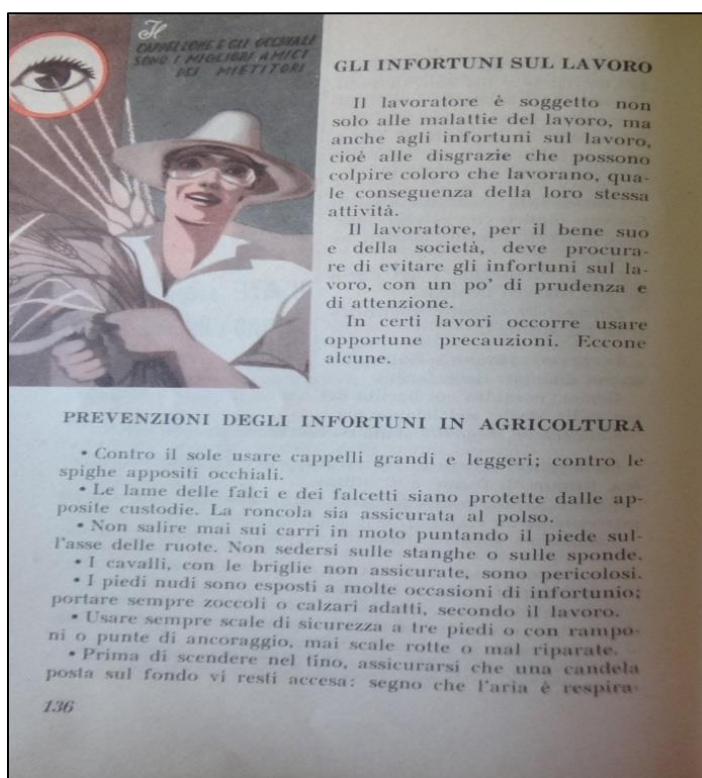 Il
CAPPELLONE E GLI OCCHIALI
SONO I MIGLIORI AMICI
DEI MIETITORI
GLI INFORTUNI SUL LAVORO
Il lavoratore è soggetto non
solo alle malattie del lavoro, ma
anche agli infortuni sul lavoro,
cioè alle disgrazie che possono
colpire coloro che lavorano, qua-
le conseguenza della loro stessa
attività.
Il lavoratore, per il bene suo
e della società, deve procura-
re di evitare gli infortuni sul la-
voro, con un po' di prudenza e
di attenzione.
In certi lavori occorre usare
opportune precauzioni. Eccone
alcune.
PREVENZIONI DEGLI INFORTUNI IN AGRICOLTURA
• Contro il sole usare cappelli grandi e leggeri; contro le
spighe appositi occhiali.
• Le lame delle falci e dei falcetti siano protette dalle ap-
posite custodie. La roncola sia assicurata al polso.
• Non salire mai sui carri in moto puntando il piede sul-
l'asse delle ruote. Non sedersi sulle stanghe o sulle sponde.
• I cavalli, con le briglie non assicurate, sono pericolosi.
• I piedi nudi sono esposti a molte occasioni di infortunio;
portare sempre zoccoli o calzari adatti, secondo il lavoro.
• Usare sempre scale di sicurezza a tre piedi o con rampo-
ni o punte di ancoraggio, mai scale rotte o mal riparate.
• Prima di scendere nel tino, assicurarsi che una candela
posta sul fondo vi resti accesa: segno che l'aria è respira-
136